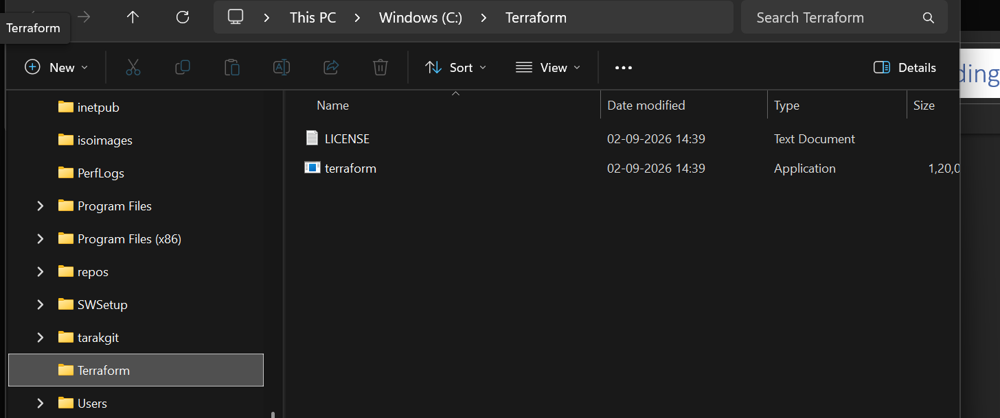 Terraform
This PC > Windows (C:) > Terraform
Search Terraform
New
Sort
View
Details
inetpub
isoimages
PerfLogs
Program Files
Program Files (x86)
repos
SWSetup
tarakgit
Terraform
Users
Name Date modified Type Size
LICENSE 02-09-2026 14:39 Text Document
terraform 02-09-2026 14:39 Application 1,20,0
ding